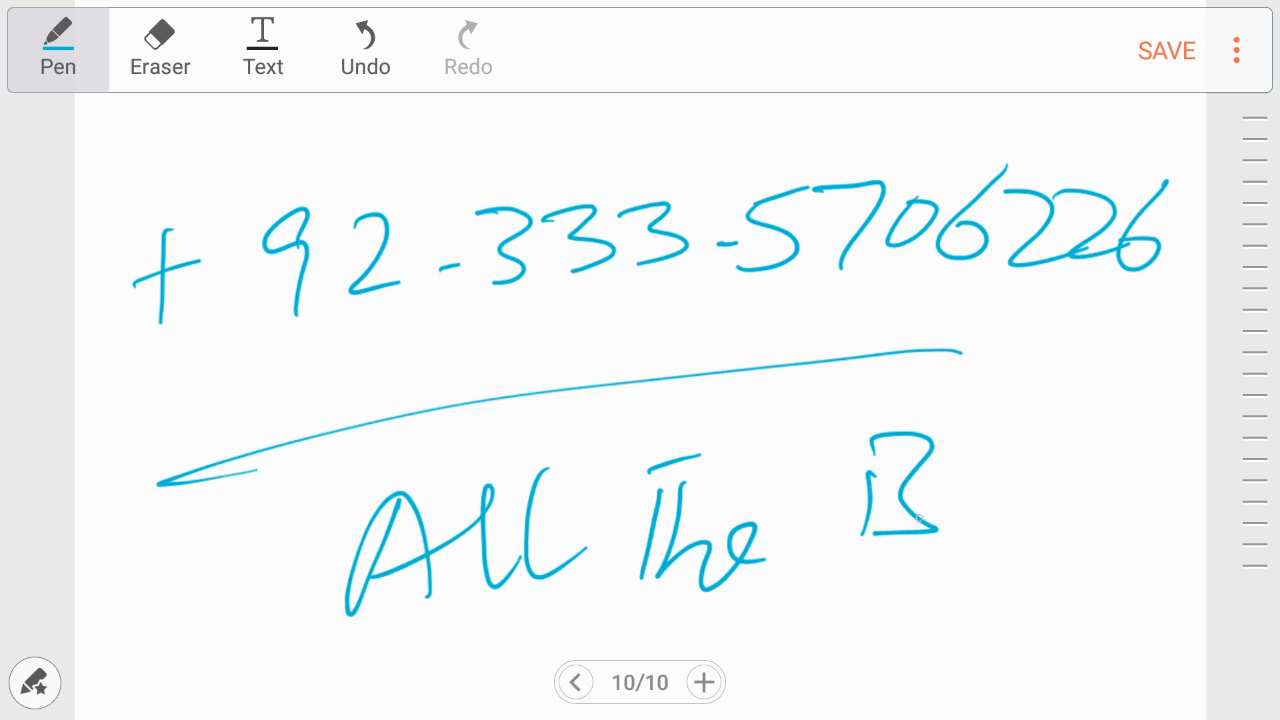 Pen Eraser Text Undo Redo SAVE
+ 92-333-5706226
All The B
10/10